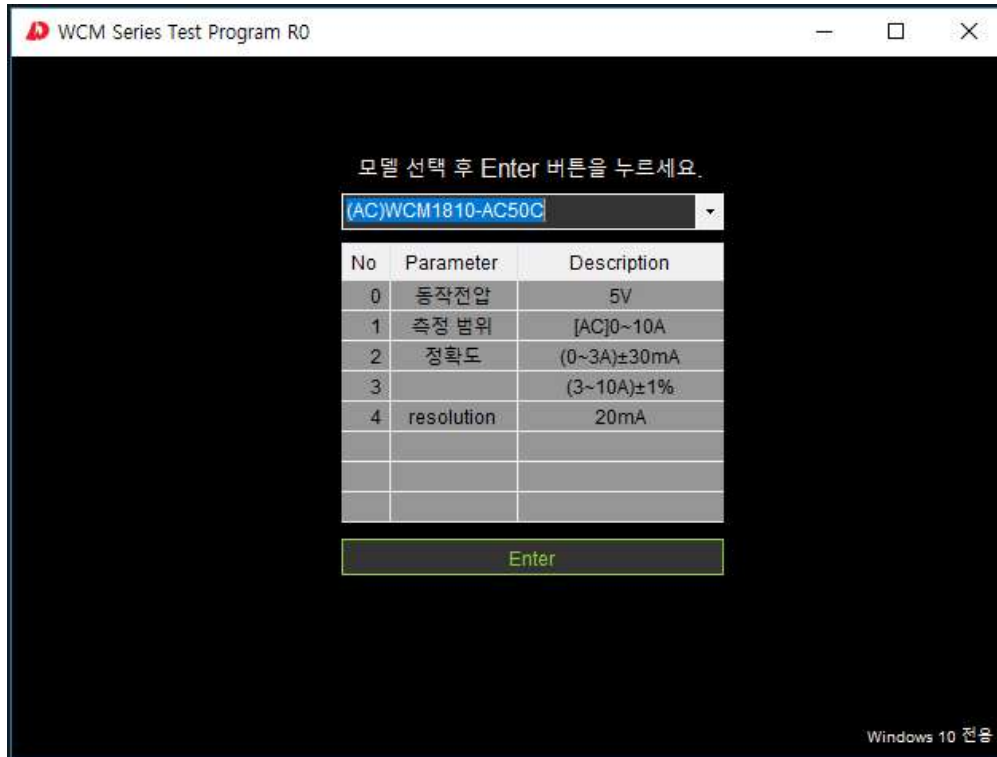 WCM Series Test Program R0
모델 선택 후 Enter 버튼을 누르세요.
(AC)WCM1810-AC50C
No Parameter Description
0 동작전압 5V
1 측정 범위 [AC]0~10A
2 정확도 (0~3A)±30mA
3 (3~10A)±1%
4 resolution 20mA
Enter
Windows 10 전용